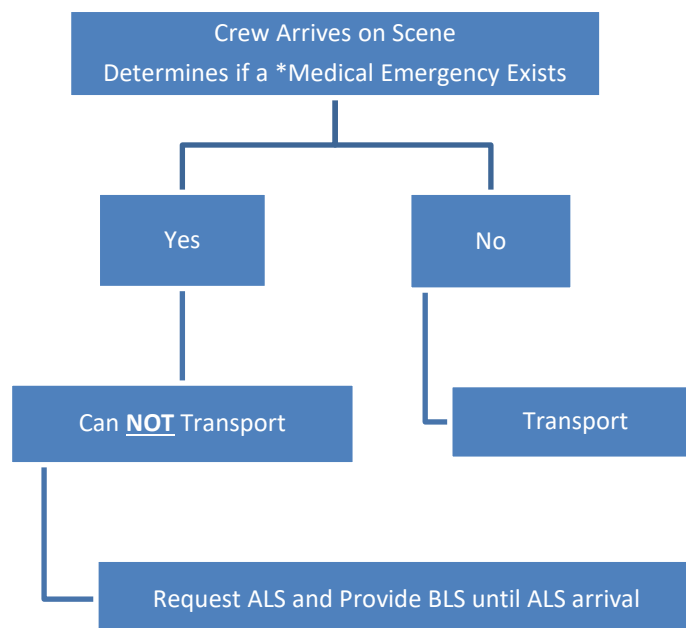 Crew Arrives on Scene
Determines if a *Medical Emergency Exists
Yes
No
Can NOT Transport
Transport
Request ALS and Provide BLS until ALS arrival